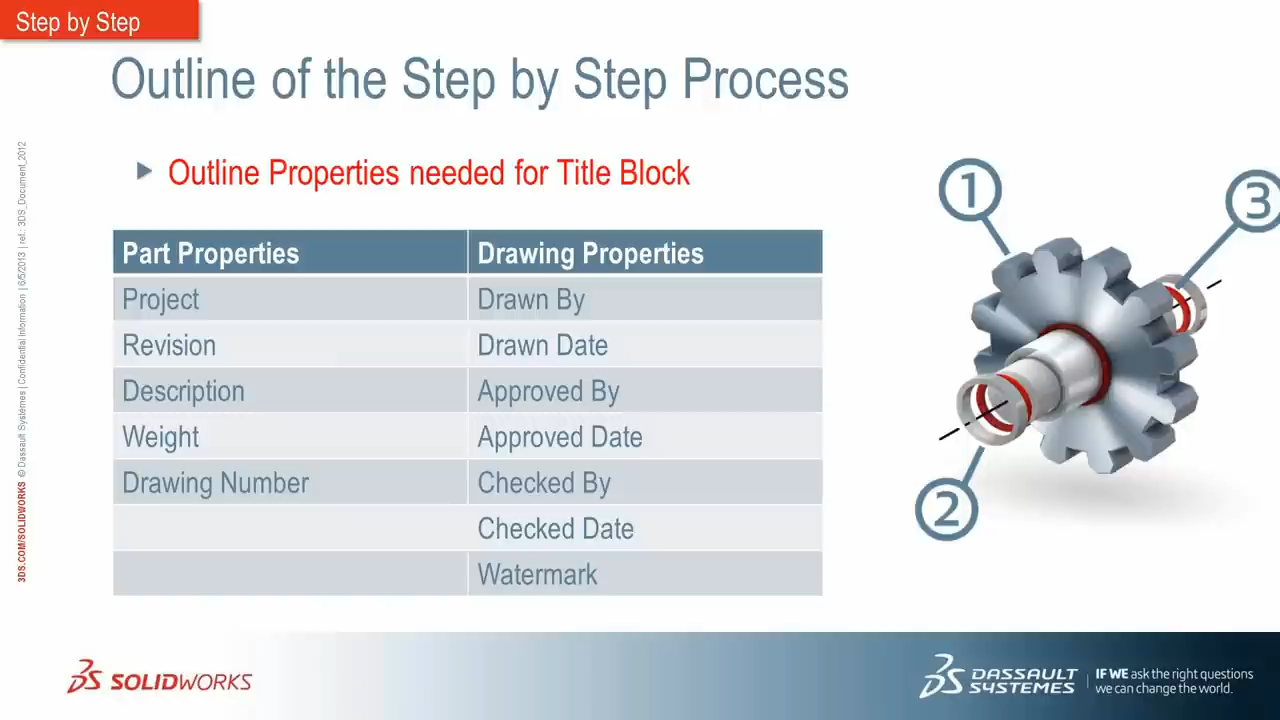 Step by Step
Outline of the Step by Step Process
Outline Properties needed for Title Block
Part Properties Drawing Properties
Project Drawn By
Revision Drawn Date
Description Approved By
Weight Approved Date
Drawing Number Checked By
Checked Date
Watermark
1
3
2
3DS.COM/SOLIDWORKS © Dassault Systèmes | Confidential Information | 6/5/2013 | ref.: 3DS_Document_2012
SOLIDWORKS
DASSAULT
SYSTEMES
IF WE ask the right questions
we can change the world.